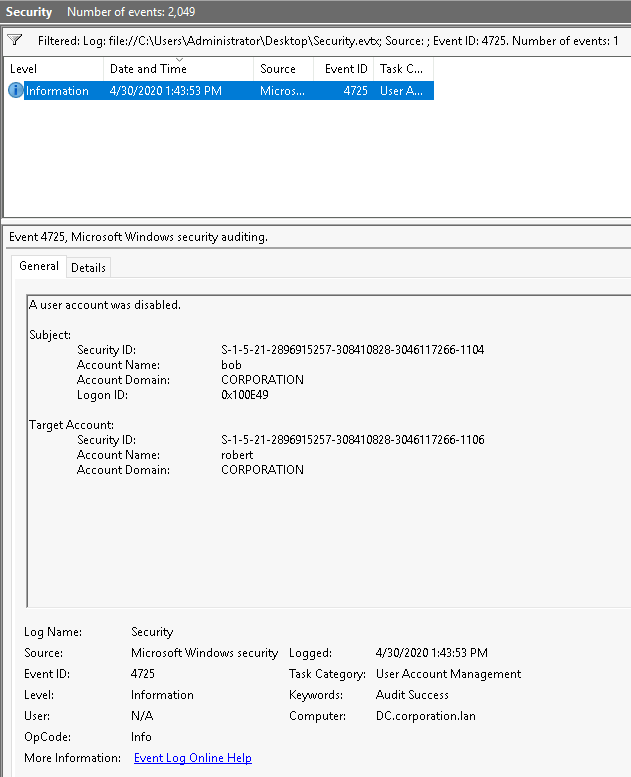 Security Number of events: 2,049
Filtered: Log: file://C:\Users\Administrator\Desktop\Security.evtx; Source: ; Event ID: 4725. Number of events: 1
Level Date and Time Source Event ID Task C...
Information 4/30/2020 1:43:53 PM Micros... 4725 User A...
Event 4725, Microsoft Windows security auditing.
General Details
A user account was disabled.
Subject:
Security ID: S-1-5-21-2896915257-308410828-3046117266-1104
Account Name: bob
Account Domain: CORPORATION
Logon ID: 0x100E49
Target Account:
Security ID: S-1-5-21-2896915257-308410828-3046117266-1106
Account Name: robert
Account Domain: CORPORATION
Log Name: Security
Source: Microsoft Windows security Logged: 4/30/2020 1:43:53 PM
Event ID: 4725 Task Category: User Account Management
Level: Information Keywords: Audit Success
User: N/A Computer: DC.corporation.lan
OpCode: Info
More Information: Event Log Online Help